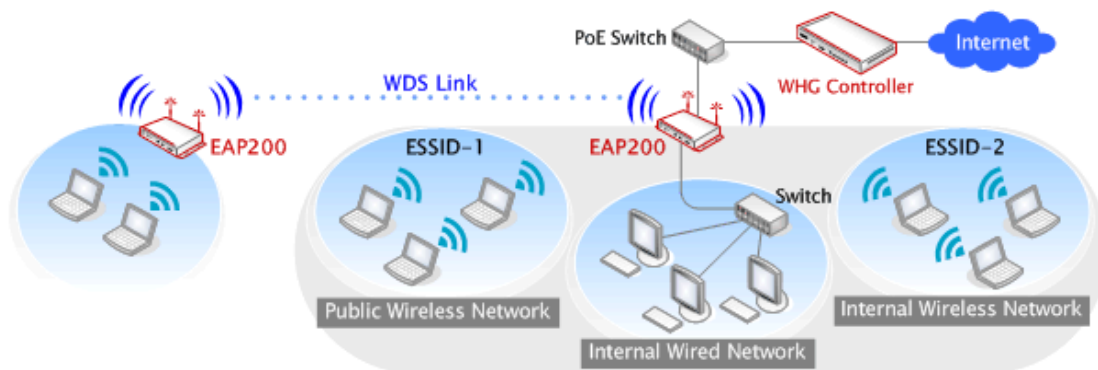 PoE Switch
Internet
WHG Controller
WDS Link
EAP200
EAP200
ESSID-1
ESSID-2
Switch
Public Wireless Network
Internal Wireless Network
Internal Wired Network